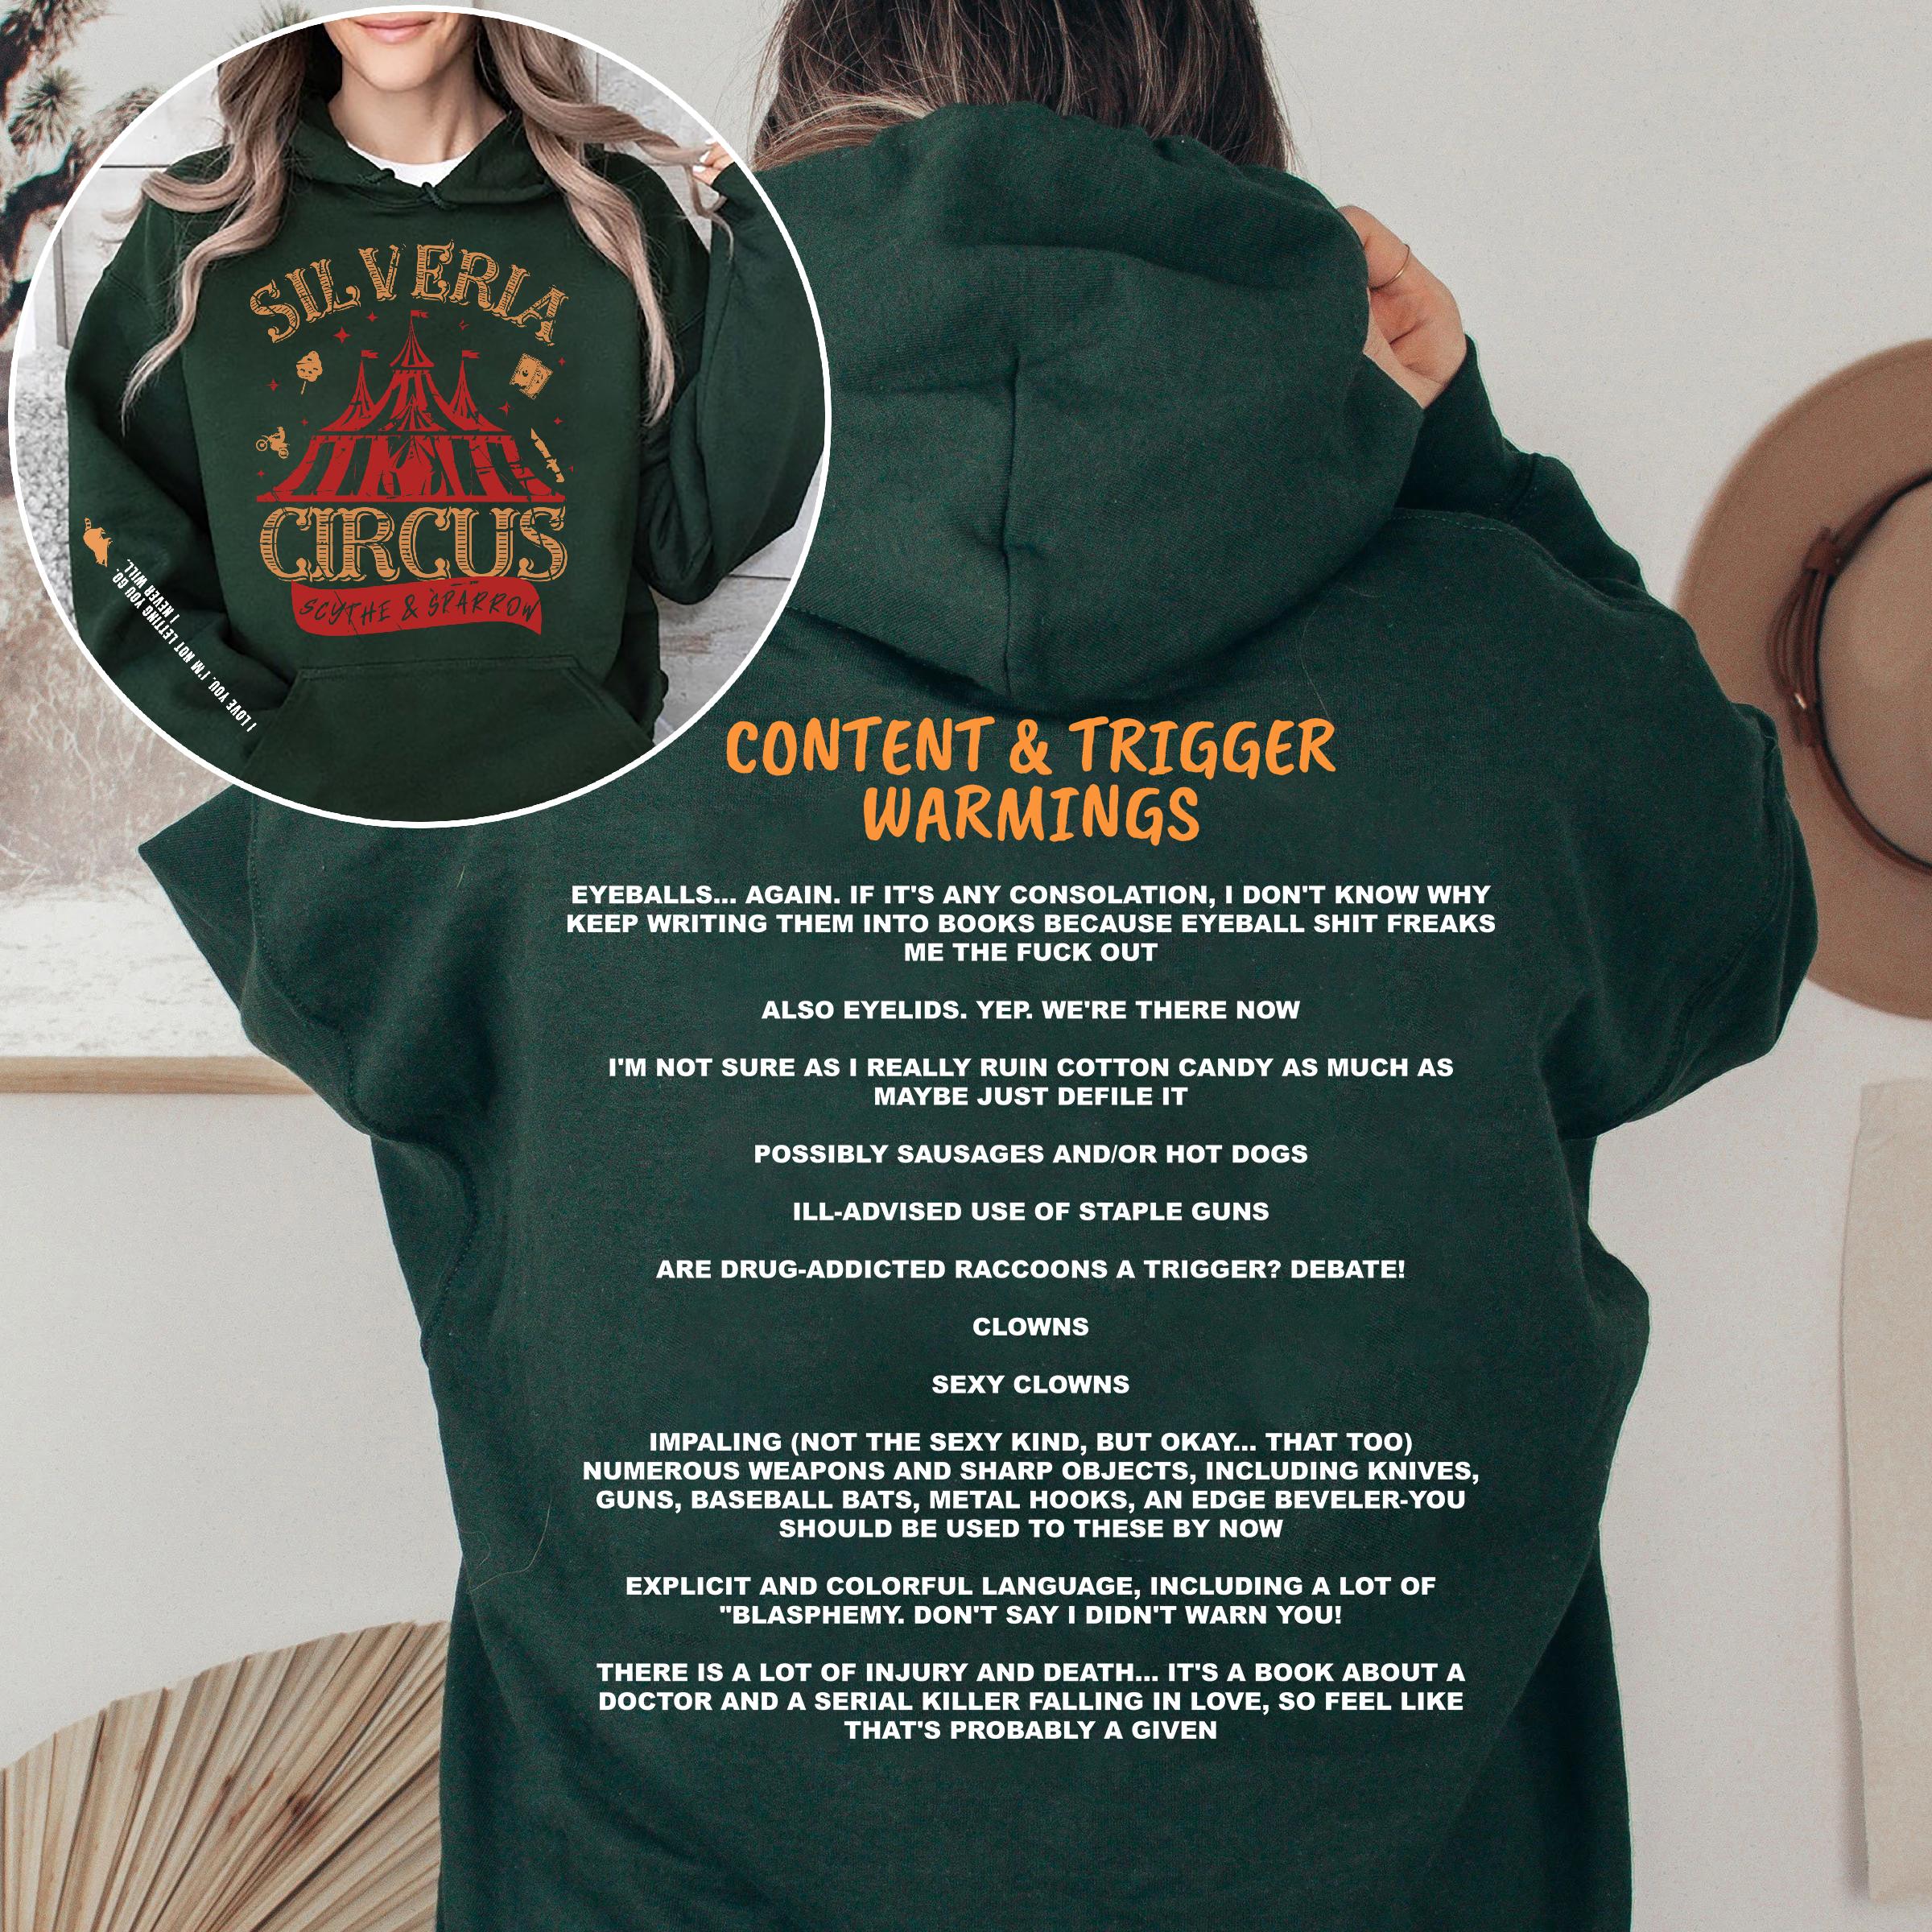 SILVERIA
CIRCUS
SCYTHE & SPARROW
I LOVE YOU. I'M NOT LETTING YOU GO.
I NEVER WILL.
CONTENT & TRIGGER
WARMINGS
EYEBALLS... AGAIN. IF IT'S ANY CONSOLATION, I DON'T KNOW WHY
KEEP WRITING THEM INTO BOOKS BECAUSE EYEBALL SHIT FREAKS
ME THE FUCK OUT
ALSO EYELIDS. YEP. WE'RE THERE NOW
I'M NOT SURE AS I REALLY RUIN COTTON CANDY AS MUCH AS
MAYBE JUST DEFILE IT
POSSIBLY SAUSAGES AND/OR HOT DOGS
ILL-ADVISED USE OF STAPLE GUNS
ARE DRUG-ADDICTED RACCOONS A TRIGGER? DEBATE!
CLOWNS
SEXY CLOWNS
IMPALING (NOT THE SEXY KIND, BUT OKAY... THAT TOO)
NUMEROUS WEAPONS AND SHARP OBJECTS, INCLUDING KNIVES,
GUNS, BASEBALL BATS, METAL HOOKS, AN EDGE BEVELER-YOU
SHOULD BE USED TO THESE BY NOW
EXPLICIT AND COLORFUL LANGUAGE, INCLUDING A LOT OF
"BLASPHEMY. DON'T SAY I DIDN'T WARN YOU!
THERE IS A LOT OF INJURY AND DEATH... IT'S A BOOK ABOUT A
DOCTOR AND A SERIAL KILLER FALLING IN LOVE, SO FEEL LIKE
THAT'S PROBABLY A GIVEN